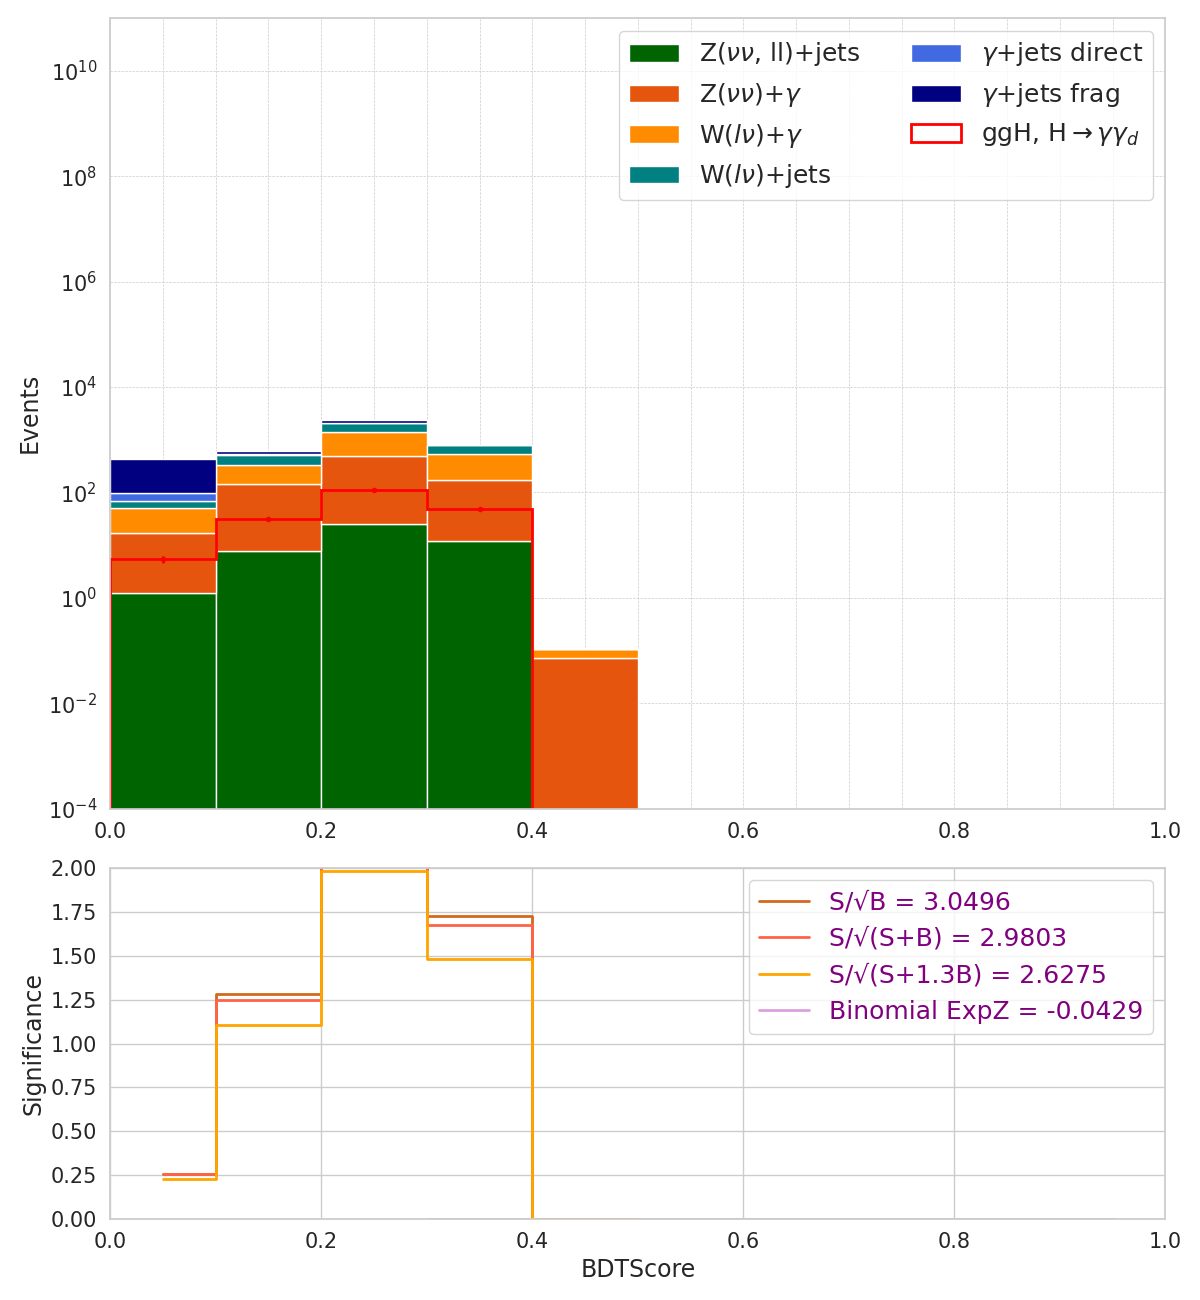 Z(νν, ll)+jets
Z(νν)+γ
W(lν)+γ
W(lν)+jets
γ+jets direct
γ+jets frag
ggH, H→γγ_d
Events
10^10
10^8
10^6
10^4
10^2
10^0
10^−2
10^−4
0.0 0.2 0.4 0.6 0.8 1.0
S/√B = 3.0496
S/√(S+B) = 2.9803
S/√(S+1.3B) = 2.6275
Binomial ExpZ = -0.0429
Significance
2.00
1.75
1.50
1.25
1.00
0.75
0.50
0.25
0.00
0.0 0.2 0.4 0.6 0.8 1.0
BDTScore